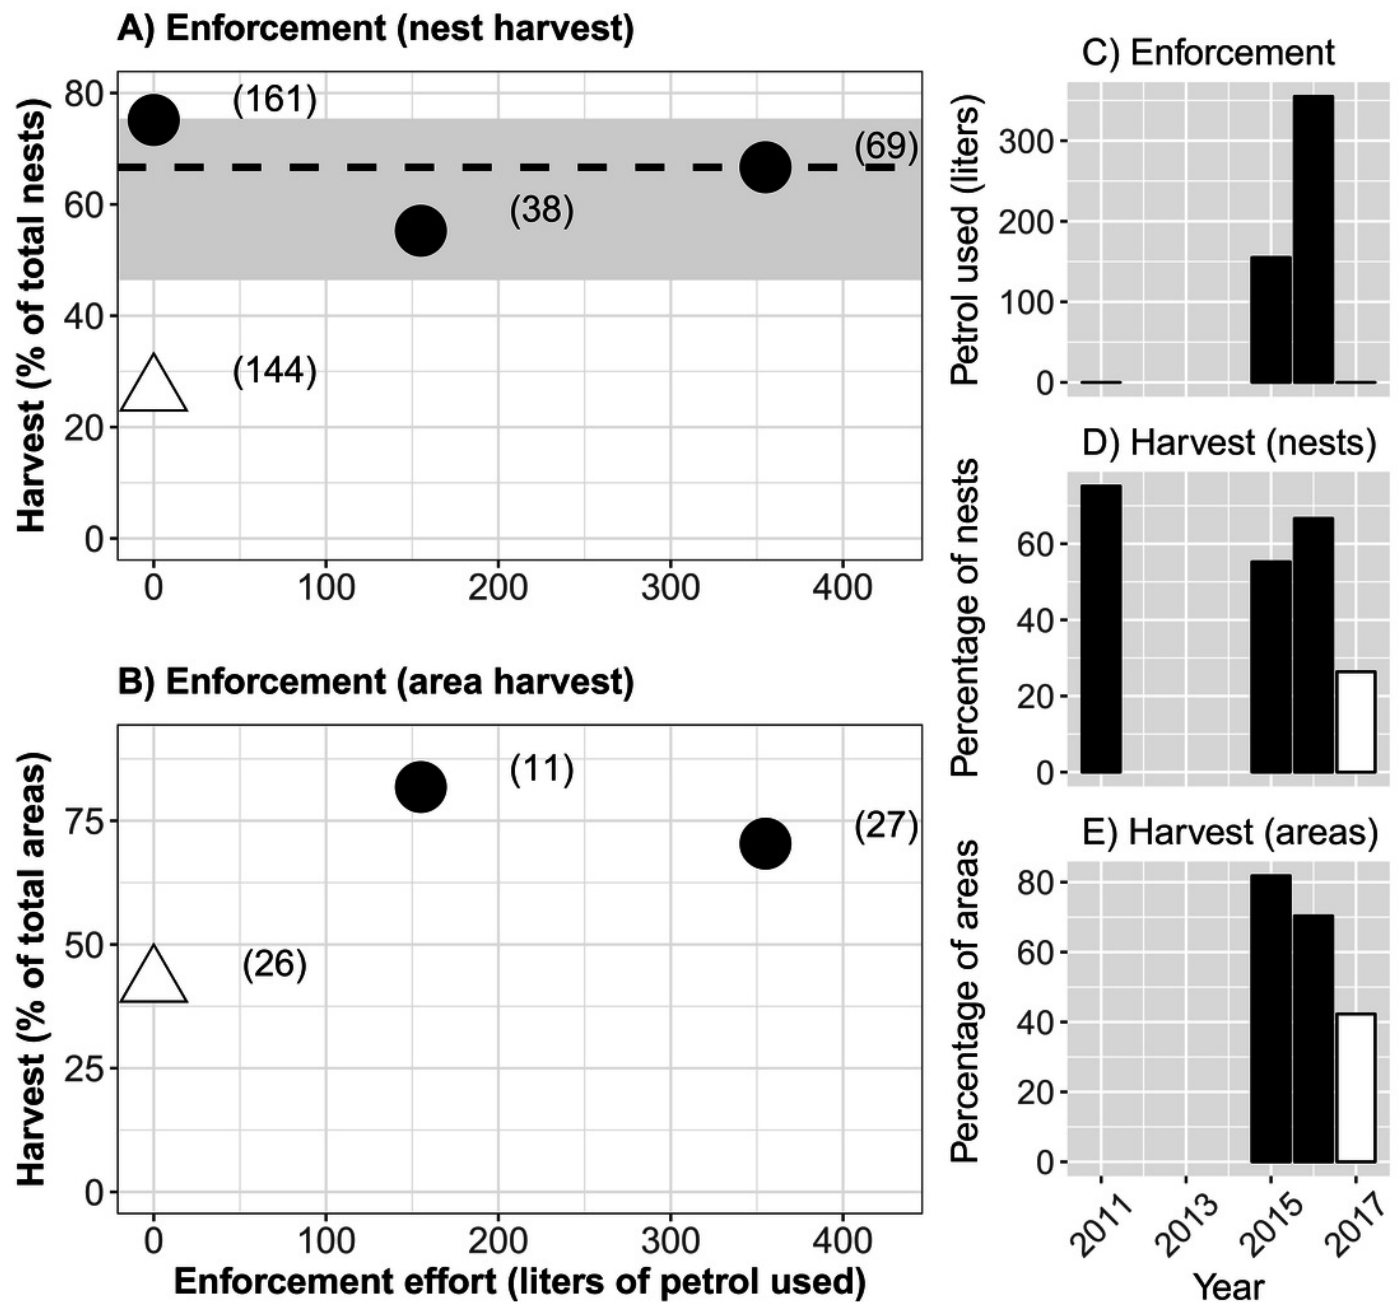 A) Enforcement (nest harvest)
Harvest (% of total nests)
80
60
40
20
0
(161)
(69)
(38)
(144)
0 100 200 300 400
B) Enforcement (area harvest)
Harvest (% of total areas)
75
50
25
0
(11)
(27)
(26)
0 100 200 300 400
Enforcement effort (liters of petrol used)
C) Enforcement
Petrol used (liters)
300
200
100
0
D) Harvest (nests)
Percentage of nests
60
40
20
0
E) Harvest (areas)
Percentage of areas
80
60
40
20
0
2011 2013 2015 2017
Year